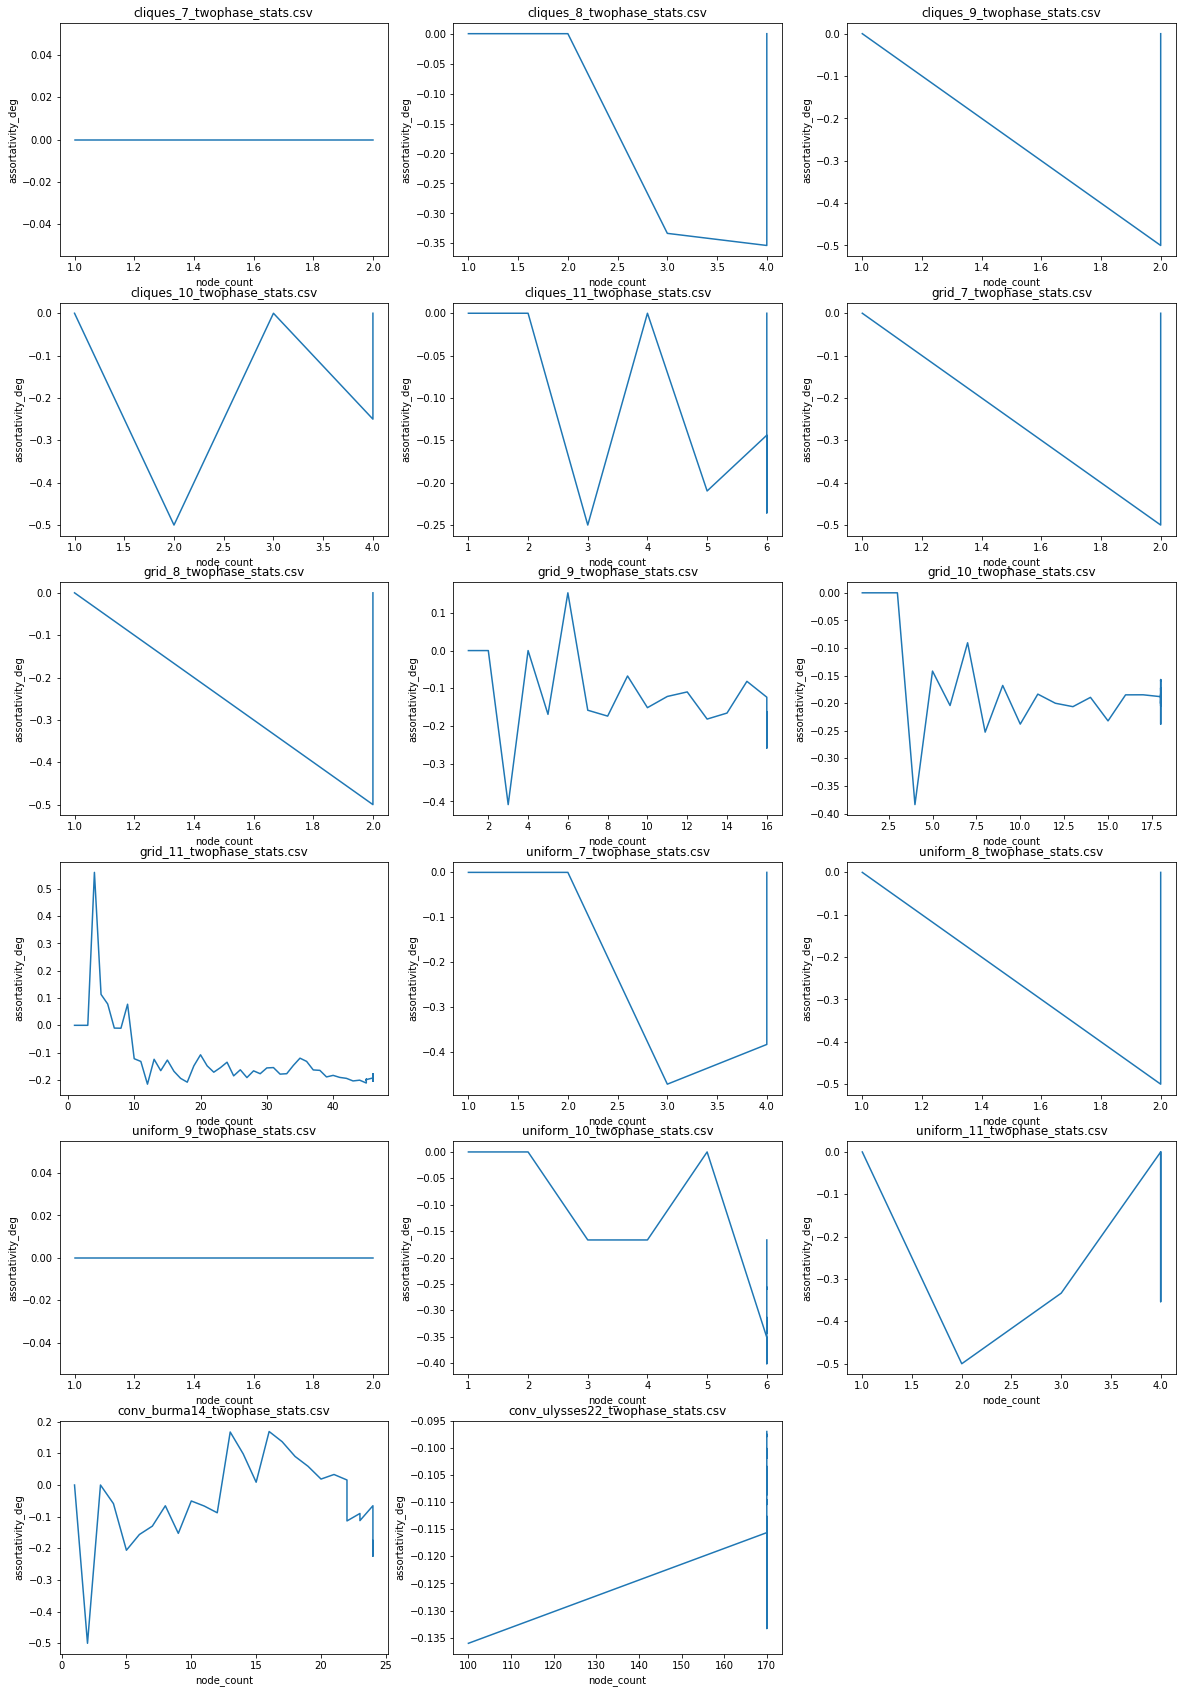 cliques_7_twophase_stats.csv
assortativity_deg
0.04
0.02
0.00
−0.02
−0.04
1.0 1.2 1.4 1.6 1.8 2.0
node_count
cliques_8_twophase_stats.csv
assortativity_deg
0.00
−0.05
−0.10
−0.15
−0.20
−0.25
−0.30
−0.35
1.0 1.5 2.0 2.5 3.0 3.5 4.0
node_count
cliques_9_twophase_stats.csv
assortativity_deg
0.0
−0.1
−0.2
−0.3
−0.4
−0.5
1.0 1.2 1.4 1.6 1.8 2.0
node_count
cliques_10_twophase_stats.csv
assortativity_deg
0.0
−0.1
−0.2
−0.3
−0.4
−0.5
1.0 1.5 2.0 2.5 3.0 3.5 4.0
node_count
cliques_11_twophase_stats.csv
assortativity_deg
0.00
−0.05
−0.10
−0.15
−0.20
−0.25
1 2 3 4 5 6
node_count
grid_7_twophase_stats.csv
assortativity_deg
0.0
−0.1
−0.2
−0.3
−0.4
−0.5
1.0 1.2 1.4 1.6 1.8 2.0
node_count
grid_8_twophase_stats.csv
assortativity_deg
0.0
−0.1
−0.2
−0.3
−0.4
−0.5
1.0 1.2 1.4 1.6 1.8 2.0
node_count
grid_9_twophase_stats.csv
assortativity_deg
0.1
0.0
−0.1
−0.2
−0.3
−0.4
2 4 6 8 10 12 14 16
node_count
grid_10_twophase_stats.csv
assortativity_deg
0.00
−0.05
−0.10
−0.15
−0.20
−0.25
−0.30
−0.35
−0.40
2.5 5.0 7.5 10.0 12.5 15.0 17.5
node_count
grid_11_twophase_stats.csv
assortativity_deg
0.5
0.4
0.3
0.2
0.1
0.0
−0.1
−0.2
0 10 20 30 40
node_count
uniform_7_twophase_stats.csv
assortativity_deg
0.0
−0.1
−0.2
−0.3
−0.4
1.0 1.5 2.0 2.5 3.0 3.5 4.0
node_count
uniform_8_twophase_stats.csv
assortativity_deg
0.0
−0.1
−0.2
−0.3
−0.4
−0.5
1.0 1.2 1.4 1.6 1.8 2.0
node_count
uniform_9_twophase_stats.csv
assortativity_deg
0.04
0.02
0.00
−0.02
−0.04
1.0 1.2 1.4 1.6 1.8 2.0
node_count
uniform_10_twophase_stats.csv
assortativity_deg
0.00
−0.05
−0.10
−0.15
−0.20
−0.25
−0.30
−0.35
−0.40
1 2 3 4 5 6
node_count
uniform_11_twophase_stats.csv
assortativity_deg
0.0
−0.1
−0.2
−0.3
−0.4
−0.5
1.0 1.5 2.0 2.5 3.0 3.5 4.0
node_count
conv_burma14_twophase_stats.csv
assortativity_deg
0.2
0.1
0.0
−0.1
−0.2
−0.3
−0.4
−0.5
0 5 10 15 20 25
node_count
conv_ulysses22_twophase_stats.csv
assortativity_deg
−0.095
−0.100
−0.105
−0.110
−0.115
−0.120
−0.125
−0.130
−0.135
100 110 120 130 140 150 160 170
node_count